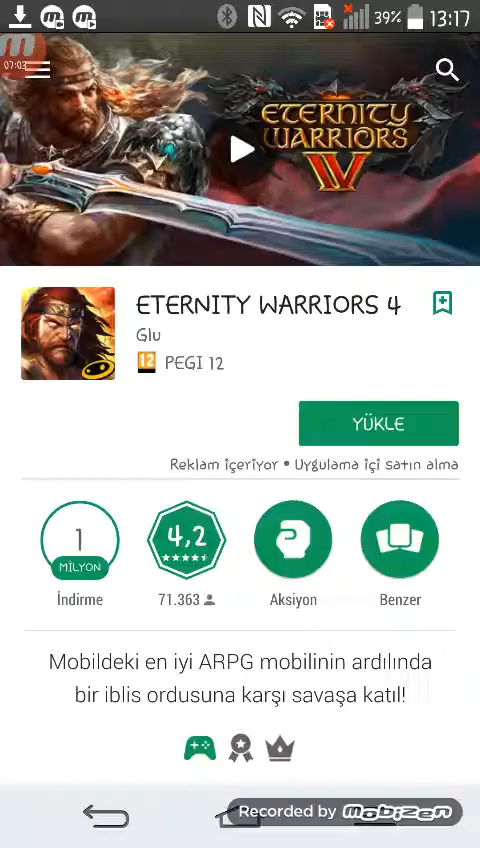 39% 13:17
07:03
ETERNITY
WARRIORS
IV
ETERNITY WARRIORS 4
Glu
12 PEGI 12
YÜKLE
Reklam içeriyor • Uygulama içi satın alma
1
MİLYON
4,2
İndirme
71.363
Aksiyon
Benzer
Mobildeki en iyi ARPG mobilinin ardılında
bir iblis ordusuna karşı savaşa katıl!
Recorded by mobizen